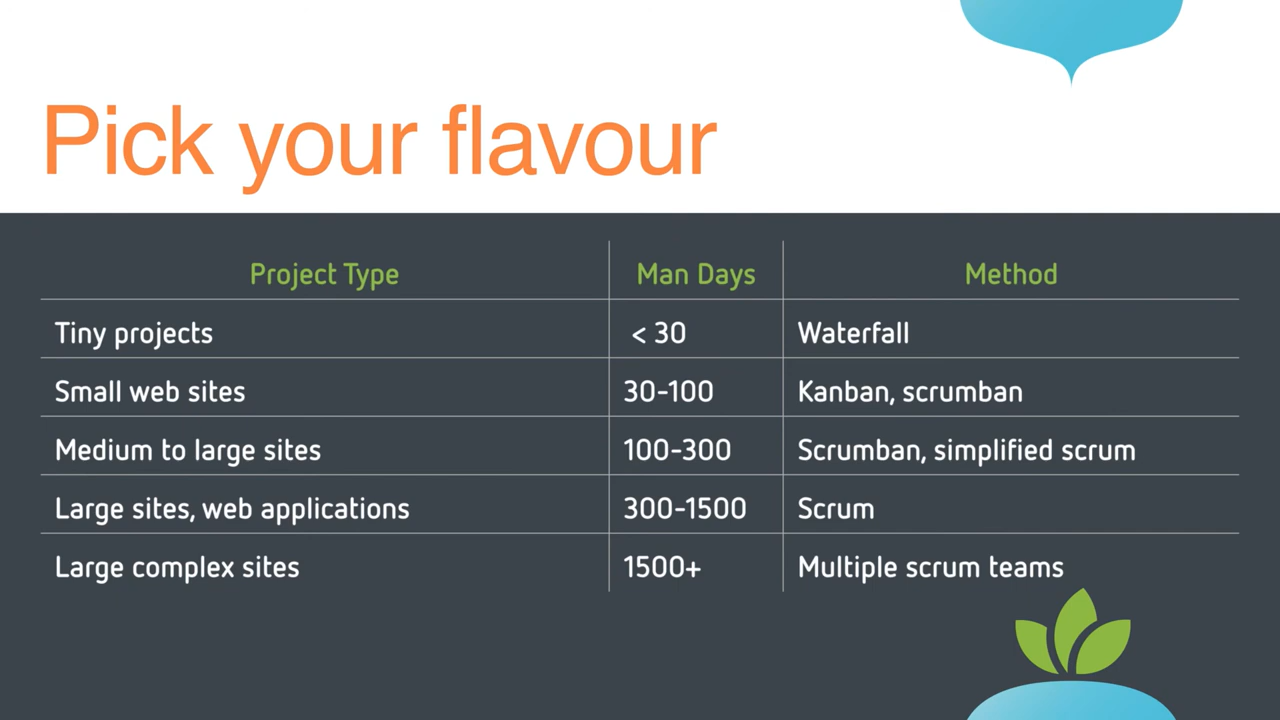 Pick your flavour
Project Type Man Days Method
Tiny projects < 30 Waterfall
Small web sites 30-100 Kanban, scrumban
Medium to large sites 100-300 Scrumban, simplified scrum
Large sites, web applications 300-1500 Scrum
Large complex sites 1500+ Multiple scrum teams